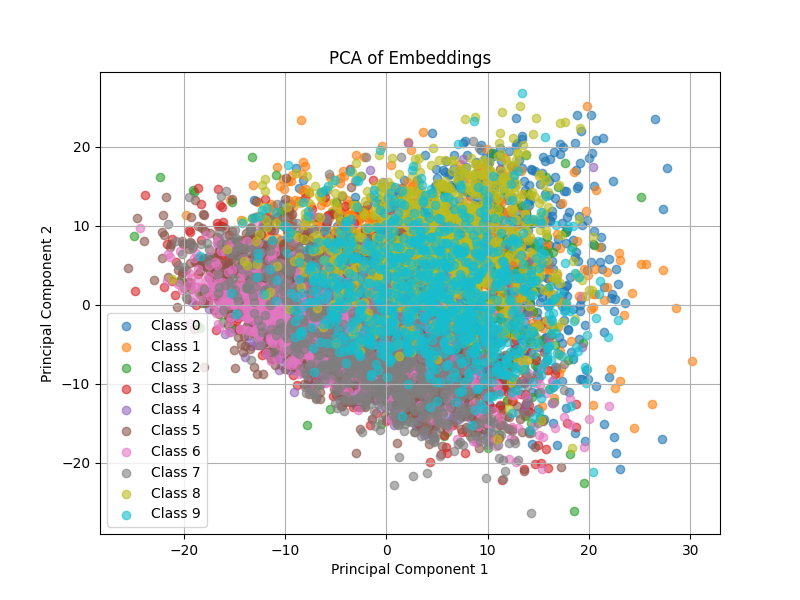 PCA of Embeddings
Principal Component 2
20
10
0
−10
−20
Class 0
Class 1
Class 2
Class 3
Class 4
Class 5
Class 6
Class 7
Class 8
Class 9
−20 −10 0 10 20 30
Principal Component 1